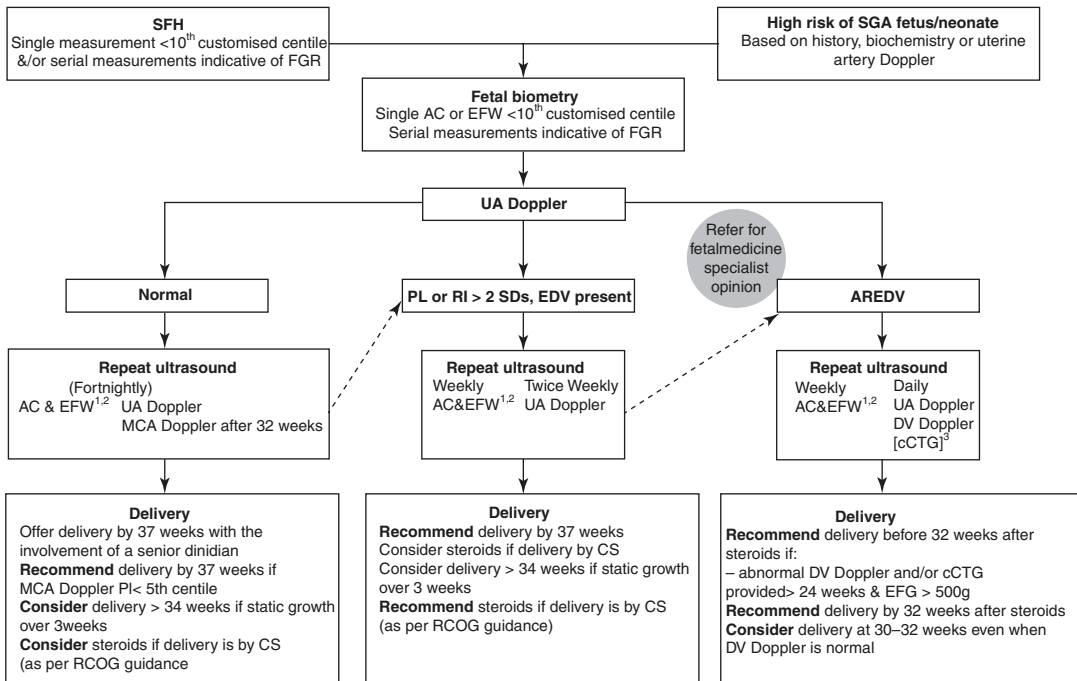 SFH
Single measurement <10th customised centile
&/or serial measurements indicative of FGR
High risk of SGA fetus/neonate
Based on history, biochemistry or uterine
artery Doppler
Fetal biometry
Single AC or EFW <10th customised centile
Serial measurements indicative of FGR
UA Doppler
Refer for
fetalmedicine
specialist
opinion
Normal
PL or RI > 2 SDs, EDV present
AREDV
Repeat ultrasound
(Fortnightly)
AC & EFW1,2 UA Doppler
MCA Doppler after 32 weeks
Repeat ultrasound
Weekly Twice Weekly
AC&EFW1,2 UA Doppler
Repeat ultrasound
Weekly Daily
AC&EFW1,2 UA Doppler
DV Doppler
[cCTG]3
Delivery
Offer delivery by 37 weeks with the
involvement of a senior dinidian
Recommend delivery by 37 weeks if
MCA Doppler PI< 5th centile
Consider delivery > 34 weeks if static growth
over 3weeks
Consider steroids if delivery is by CS
(as per RCOG guidance
Delivery
Recommend delivery by 37 weeks
Consider steroids if delivery by CS
Consider delivery > 34 weeks if static growth
over 3 weeks
Recommend steroids if delivery is by CS
(as per RCOG guidance)
Delivery
Recommend delivery before 32 weeks after
steroids if:
– abnormal DV Doppler and/or cCTG
provided> 24 weeks & EFG > 500g
Recommend delivery by 32 weeks after steroids
Consider delivery at 30–32 weeks even when
DV Doppler is normal